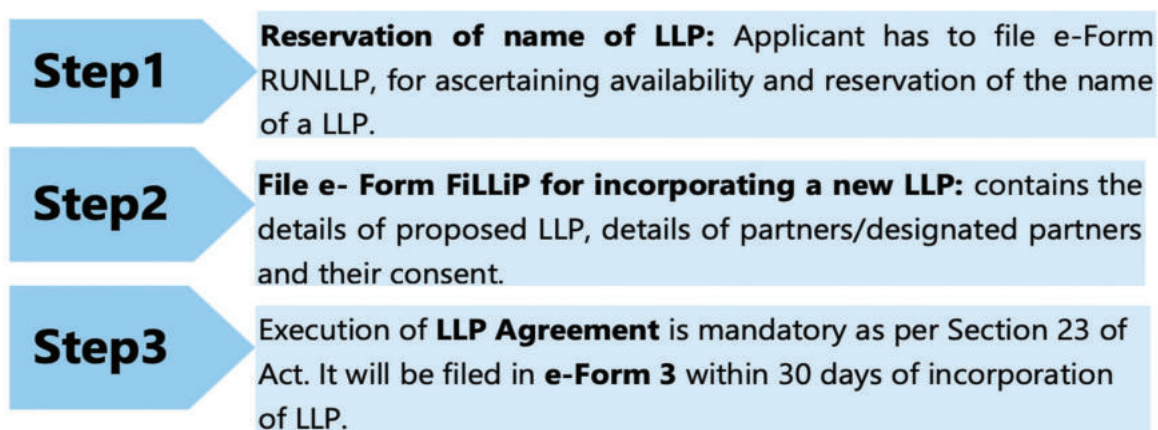 Step1
Reservation of name of LLP: Applicant has to file e-Form
RUNLLP, for ascertaining availability and reservation of the name
of a LLP.
Step2
File e- Form FiLLiP for incorporating a new LLP: contains the
details of proposed LLP, details of partners/designated partners
and their consent.
Step3
Execution of LLP Agreement is mandatory as per Section 23 of
Act. It will be filed in e-Form 3 within 30 days of incorporation
of LLP.